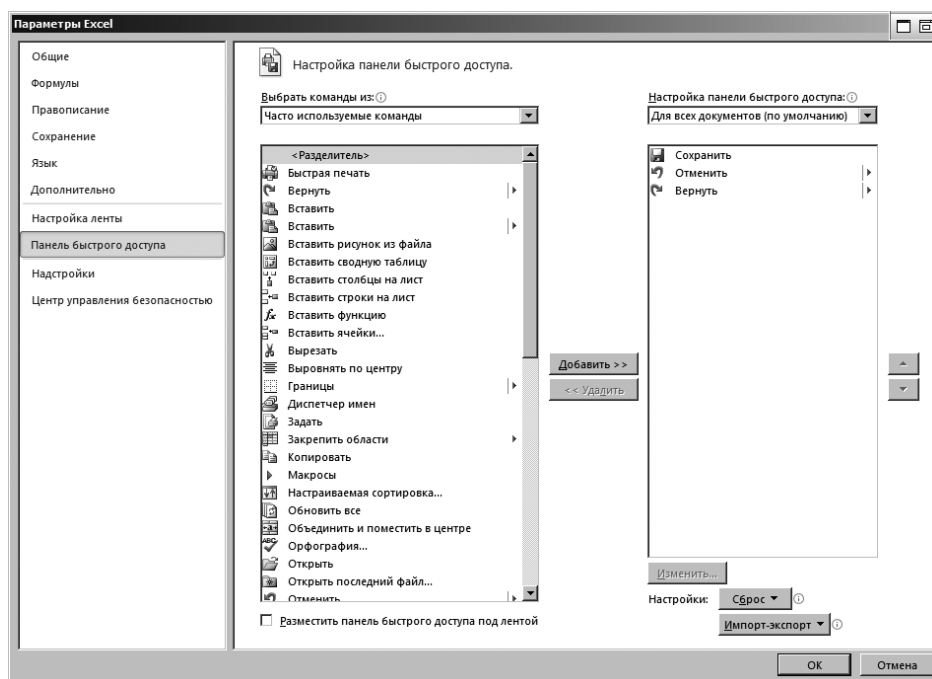 Параметры Excel
Общие
Формулы
Правописание
Сохранение
Язык
Дополнительно
Настройка ленты
Панель быстрого доступа
Надстройки
Центр управления безопасностью
Настройка панели быстрого доступа.
Выбрать команды из:
Часто используемые команды
<Разделитель>
Быстрая печать
Вернуть
Вставить
Вставить
Вставить рисунок из файла
Вставить сводную таблицу
Вставить столбцы на лист
Вставить строки на лист
Вставить функцию
Вставить ячейки...
Вырезать
Выровнять по центру
Границы
Диспетчер имен
Задать
Закрепить области
Копировать
Макросы
Настраиваемая сортировка...
Обновить все
Объединить и поместить в центре
Орфография...
Открыть
Открыть последний файл...
Отменить
Разместить панель быстрого доступа под лентой
Добавить >>
<< Удалить
Настройка панели быстрого доступа:
Для всех документов (по умолчанию)
Сохранить
Отменить
Вернуть
Изменить...
Настройки: Сброс
Импорт-экспорт
ОК Отмена